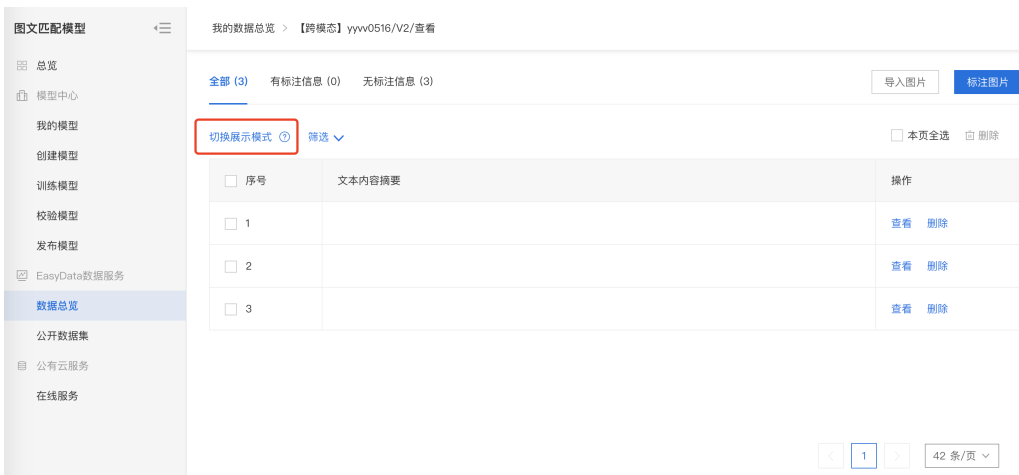 图文匹配模型
总览
模型中心
我的模型
创建模型
训练模型
校验模型
发布模型
EasyData数据服务
数据总览
公开数据集
公有云服务
在线服务
我的数据总览 > 【跨模态】yyvv0516/V2/查看
全部 (3) 有标注信息 (0) 无标注信息 (3) 导入图片 标注图片
切换展示模式 ? 筛选 本页全选 删除
序号 文本内容摘要 操作
1 查看 删除
2 查看 删除
3 查看 删除
< 1 > 42 条/页